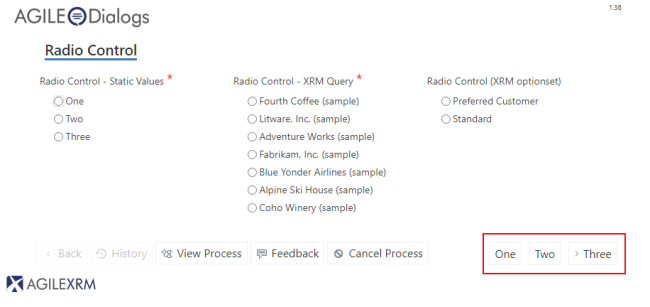 AGILE Dialogs
1.36
Radio Control
Radio Control - Static Values *
One
Two
Three
Radio Control - XRM Query *
Fourth Coffee (sample)
Litware, Inc. (sample)
Adventure Works (sample)
Fabrikam, Inc. (sample)
Blue Yonder Airlines (sample)
Alpine Ski House (sample)
Coho Winery (sample)
Radio Control (XRM optionset)
Preferred Customer
Standard
< Back History View Process Feedback Cancel Process One Two > Three
AGILEXRM